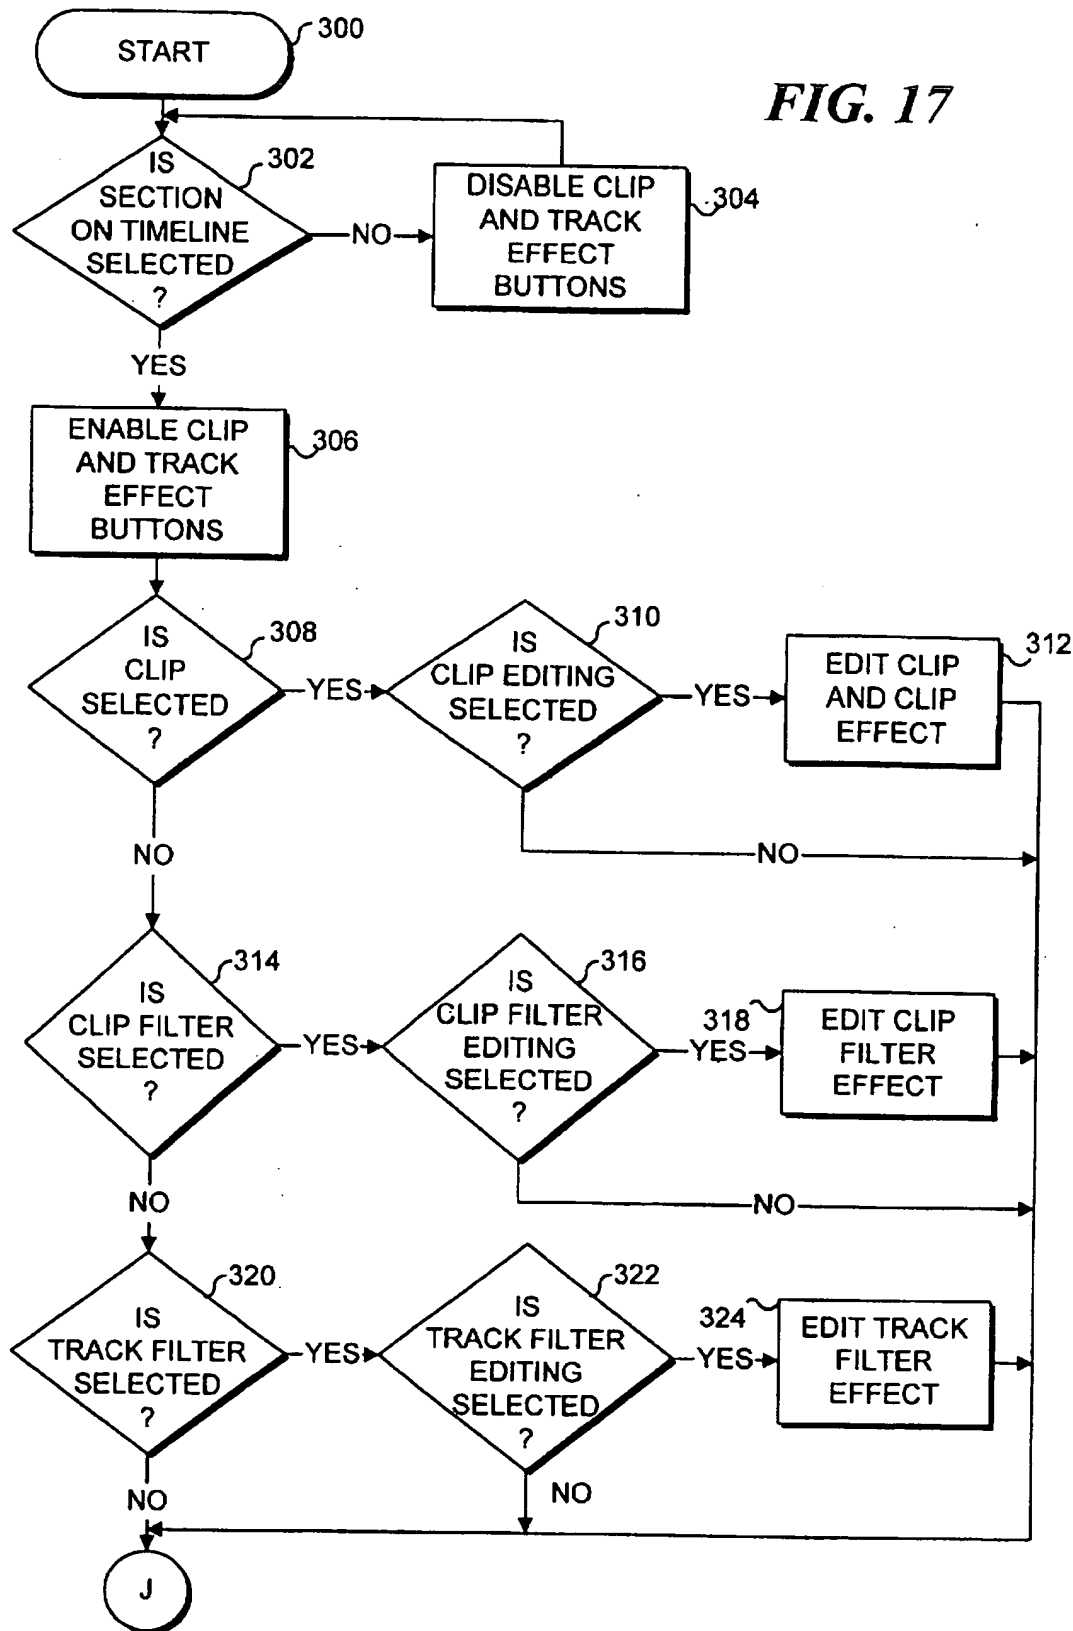 START
300
FIG. 17
IS
SECTION
ON TIMELINE
SELECTED
?
302
NO
DISABLE CLIP
AND TRACK
EFFECT
BUTTONS
304
YES
ENABLE CLIP
AND TRACK
EFFECT
BUTTONS
306
IS
CLIP
SELECTED
?
308
YES
IS
CLIP EDITING
SELECTED
?
310
YES
EDIT CLIP
AND CLIP
EFFECT
312
NO
NO
IS
CLIP FILTER
SELECTED
?
314
YES
IS
CLIP FILTER
EDITING
SELECTED
?
316
YES
318
EDIT CLIP
FILTER
EFFECT
NO
NO
IS
TRACK FILTER
SELECTED
?
320
YES
IS
TRACK FILTER
EDITING
SELECTED
?
322
YES
324
EDIT TRACK
FILTER
EFFECT
NO
NO
J